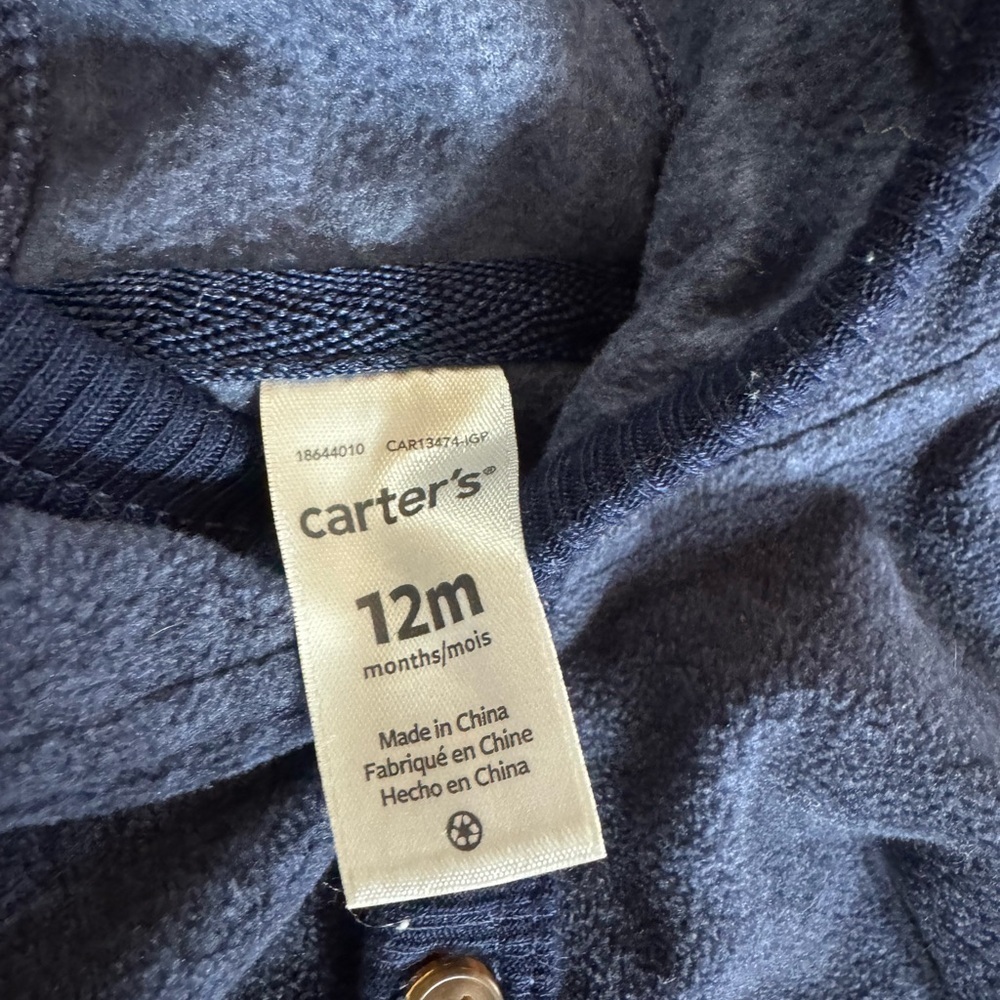 18644010 CAR13474-IGP
carter's®
12m
months/mois
Made in China
Fabriqué en Chine
Hecho en China